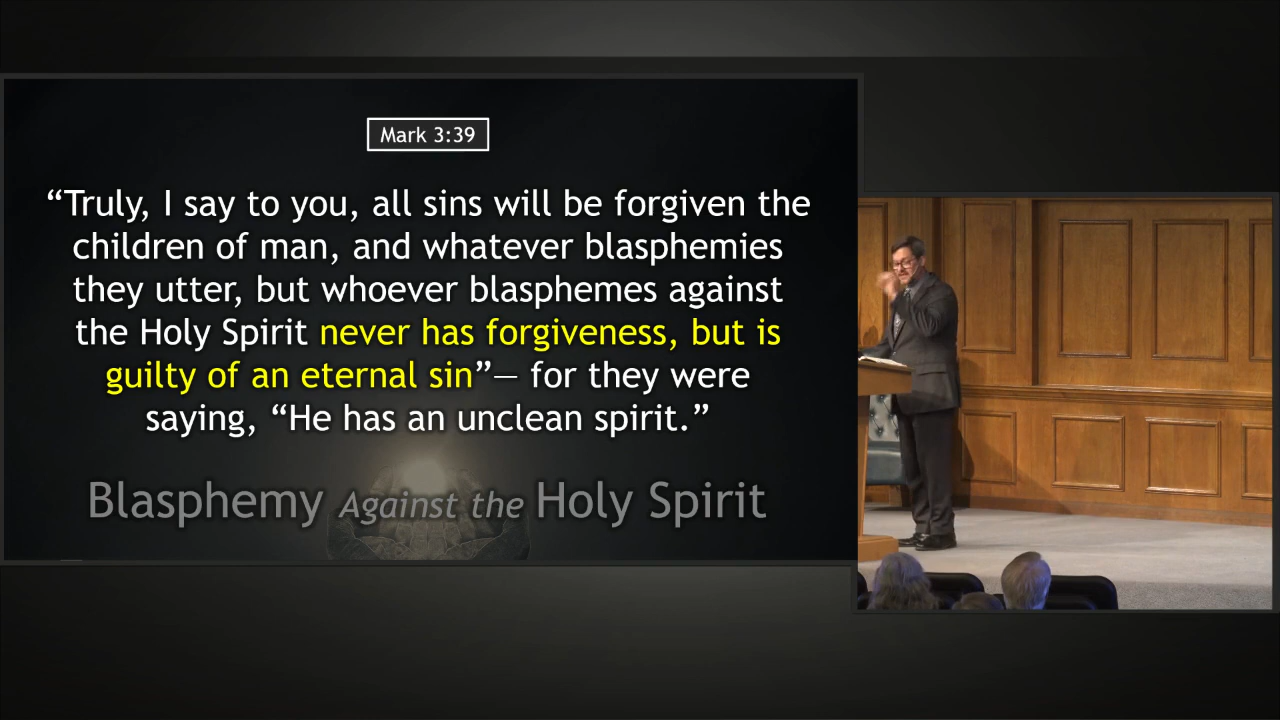 Mark 3:39
“Truly, I say to you, all sins will be forgiven the
children of man, and whatever blasphemies
they utter, but whoever blasphemes against
the Holy Spirit never has forgiveness, but is
guilty of an eternal sin”— for they were
saying, “He has an unclean spirit.”
Blasphemy Against the Holy Spirit